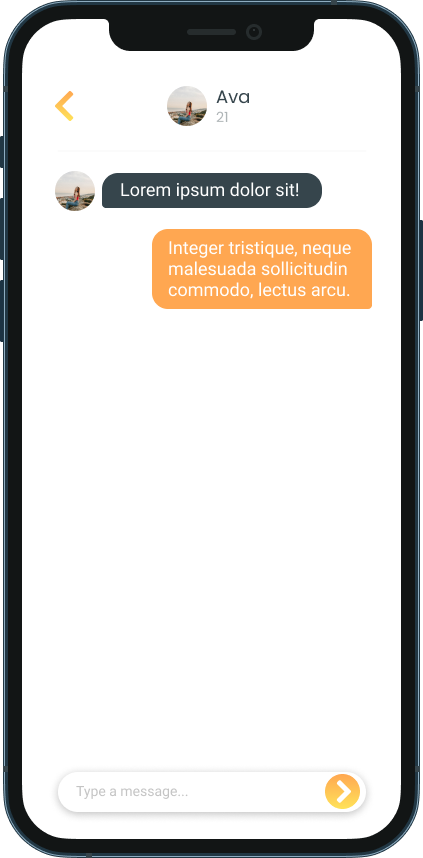 Ava
21
Lorem ipsum dolor sit!
Integer tristique, neque
malesuada sollicitudin
commodo, lectus arcu.
Type a message...